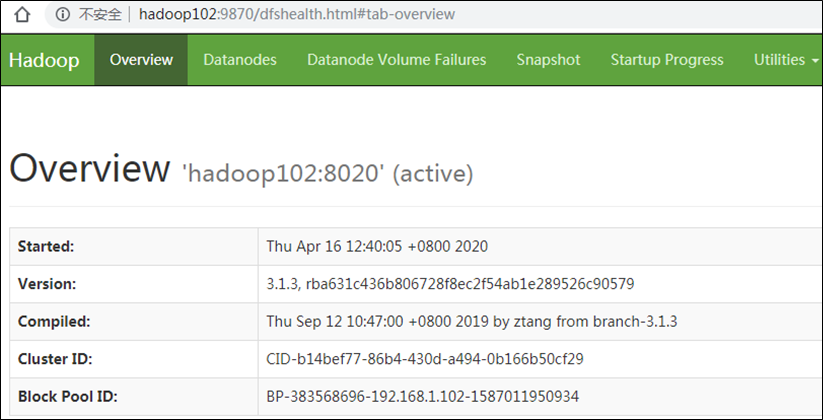 不安全 | hadoop102:9870/dfshealth.html#tab-overview
Hadoop Overview Datanodes Datanode Volume Failures Snapshot Startup Progress Utilities
Overview 'hadoop102:8020' (active)
Started: Thu Apr 16 12:40:05 +0800 2020
Version: 3.1.3, rba631c436b806728f8ec2f54ab1e289526c90579
Compiled: Thu Sep 12 10:47:00 +0800 2019 by ztang from branch-3.1.3
Cluster ID: CID-b14bef77-86b4-430d-a494-0b166b50cf29
Block Pool ID: BP-383568696-192.168.1.102-1587011950934